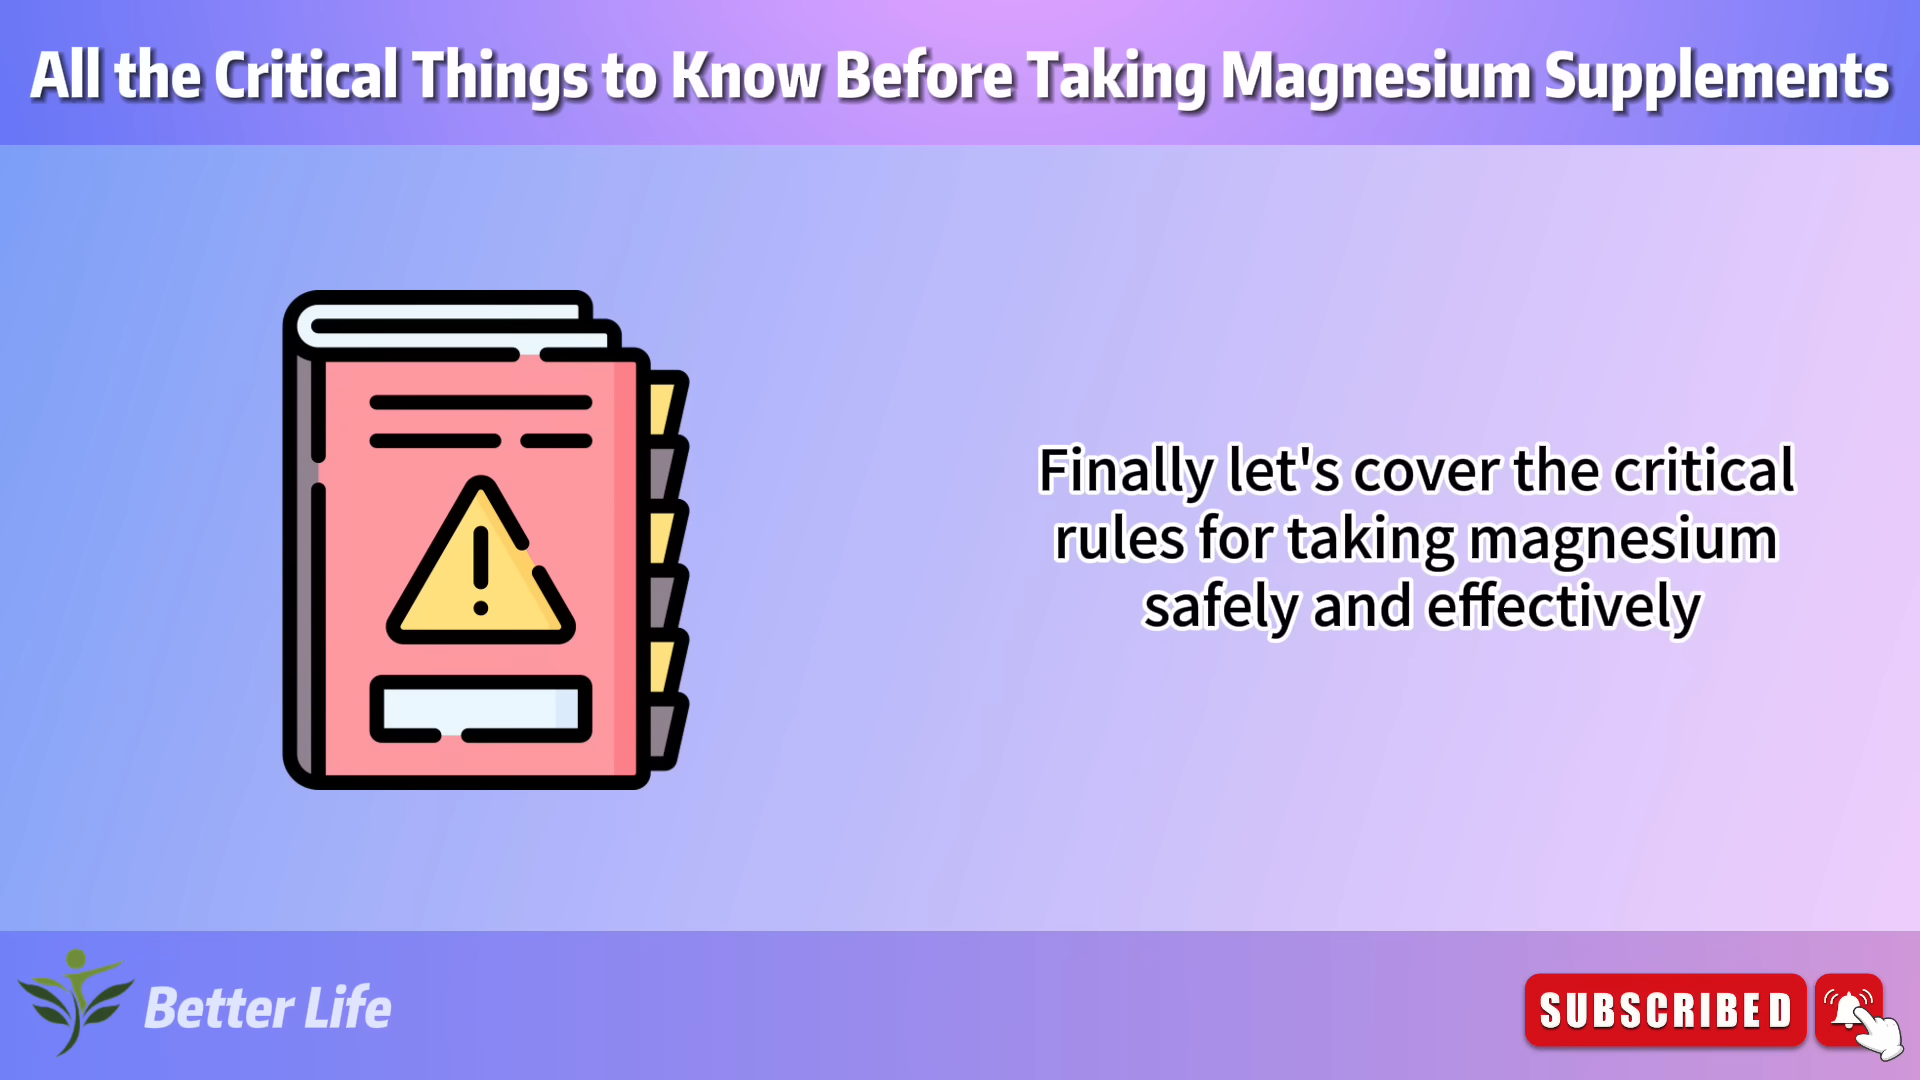 All the Critical Things to Know Before Taking Magnesium Supplements
Finally let's cover the critical
rules for taking magnesium
safely and effectively
Better Life
SUBSCRIBED